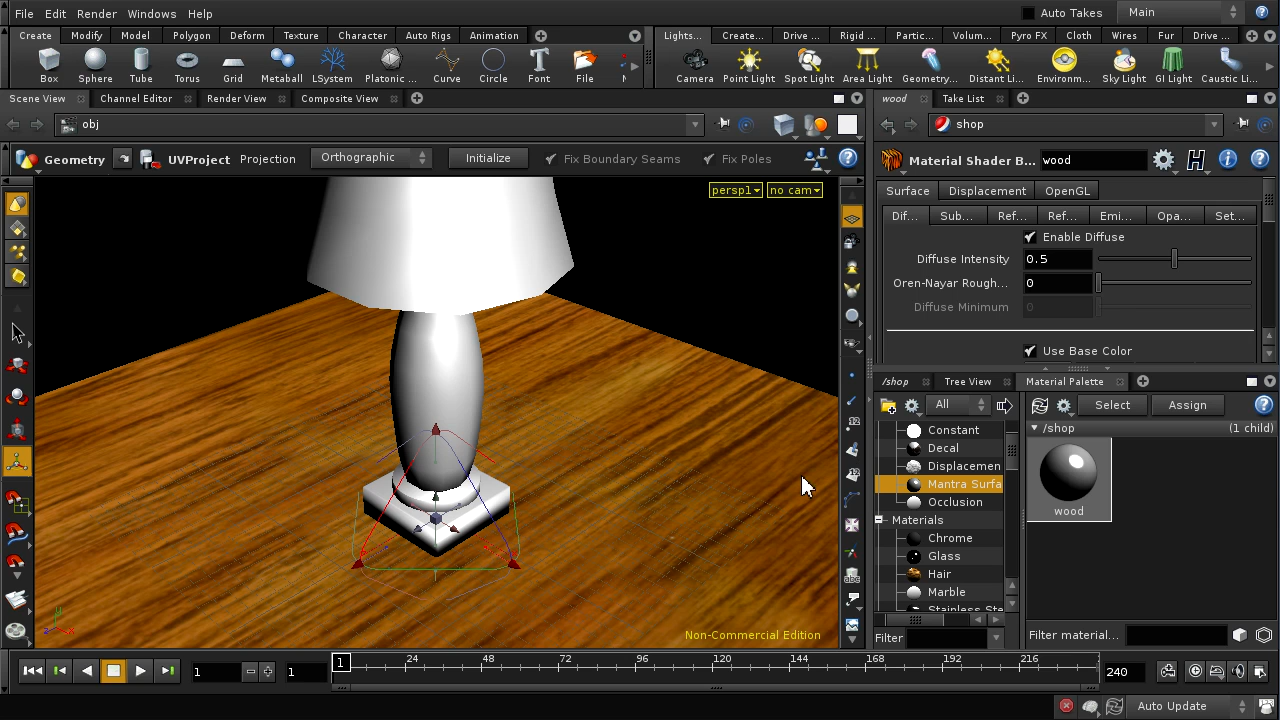 File Edit Render Windows Help Auto Takes Main
Create Modify Model Polygon Deform Texture Character Auto Rigs Animation Lights... Create... Drive ... Rigid ... Partic... Volum... Pyro FX Cloth Wires Fur Drive ...
Box Sphere Tube Torus Grid Metaball LSystem Platonic ... Curve Circle Font File Camera Point Light Spot Light Area Light Geometry... Distant Li... Environm... Sky Light GI Light Caustic Li...
Scene View Channel Editor Render View Composite View wood Take List
obj shop
Geometry UVProject Projection Orthographic Initialize Fix Boundary Seams Fix Poles Material Shader B... wood
persp1 no cam Surface Displacement OpenGL
Dif... Sub... Ref... Ref... Emi... Opa... Set...
Enable Diffuse
Diffuse Intensity 0.5
Oren-Nayar Rough... 0
Diffuse Minimum 0
Use Base Color
/shop Tree View Material Palette
All Select Assign
Constant /shop (1 child)
Decal
Displacemen
Mantra Surfa
Occlusion wood
Materials
Chrome
Glass
Hair
Marble
Stainless Ste
Non-Commercial Edition Filter Filter material...
1 1 1 24 48 72 96 120 144 168 192 216 240
Auto Update